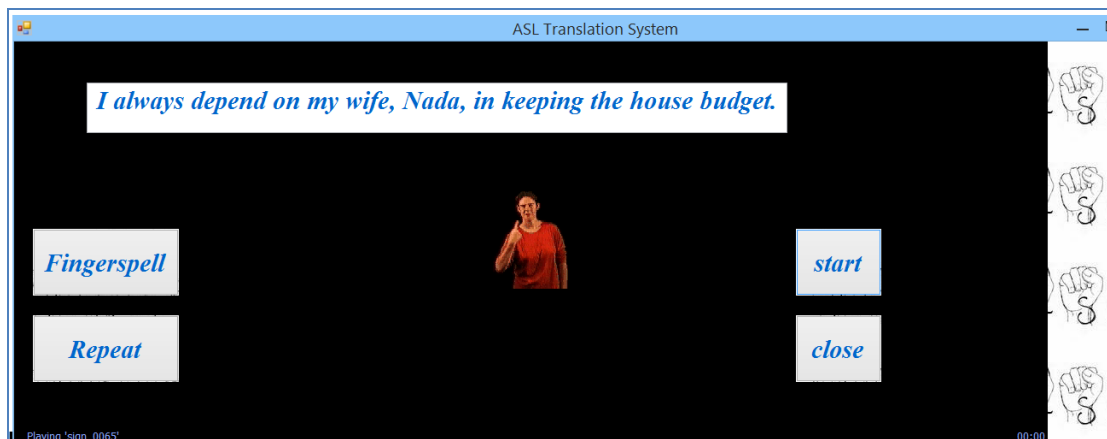 ASL Translation System
I always depend on my wife, Nada, in keeping the house budget.
Fingerspell
start
Repeat
close
Playing 'sign_0065'
00:00
S
S
S
S